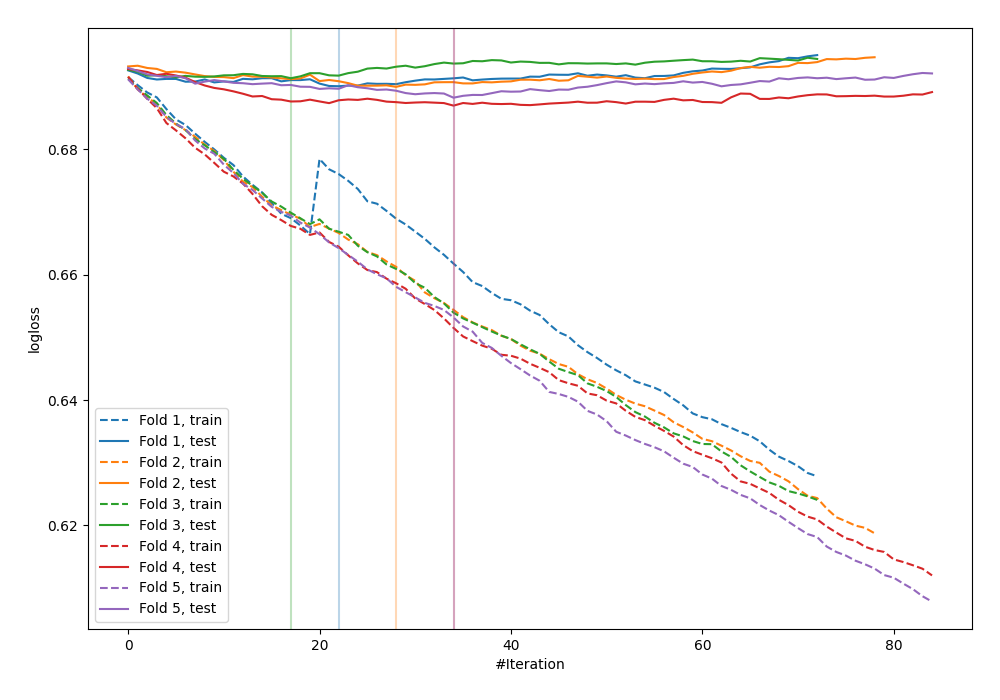 logloss
0.68
0.66
0.64
0.62
0
20
40
60
80
#Iteration
Fold 1, train
Fold 1, test
Fold 2, train
Fold 2, test
Fold 3, train
Fold 3, test
Fold 4, train
Fold 4, test
Fold 5, train
Fold 5, test